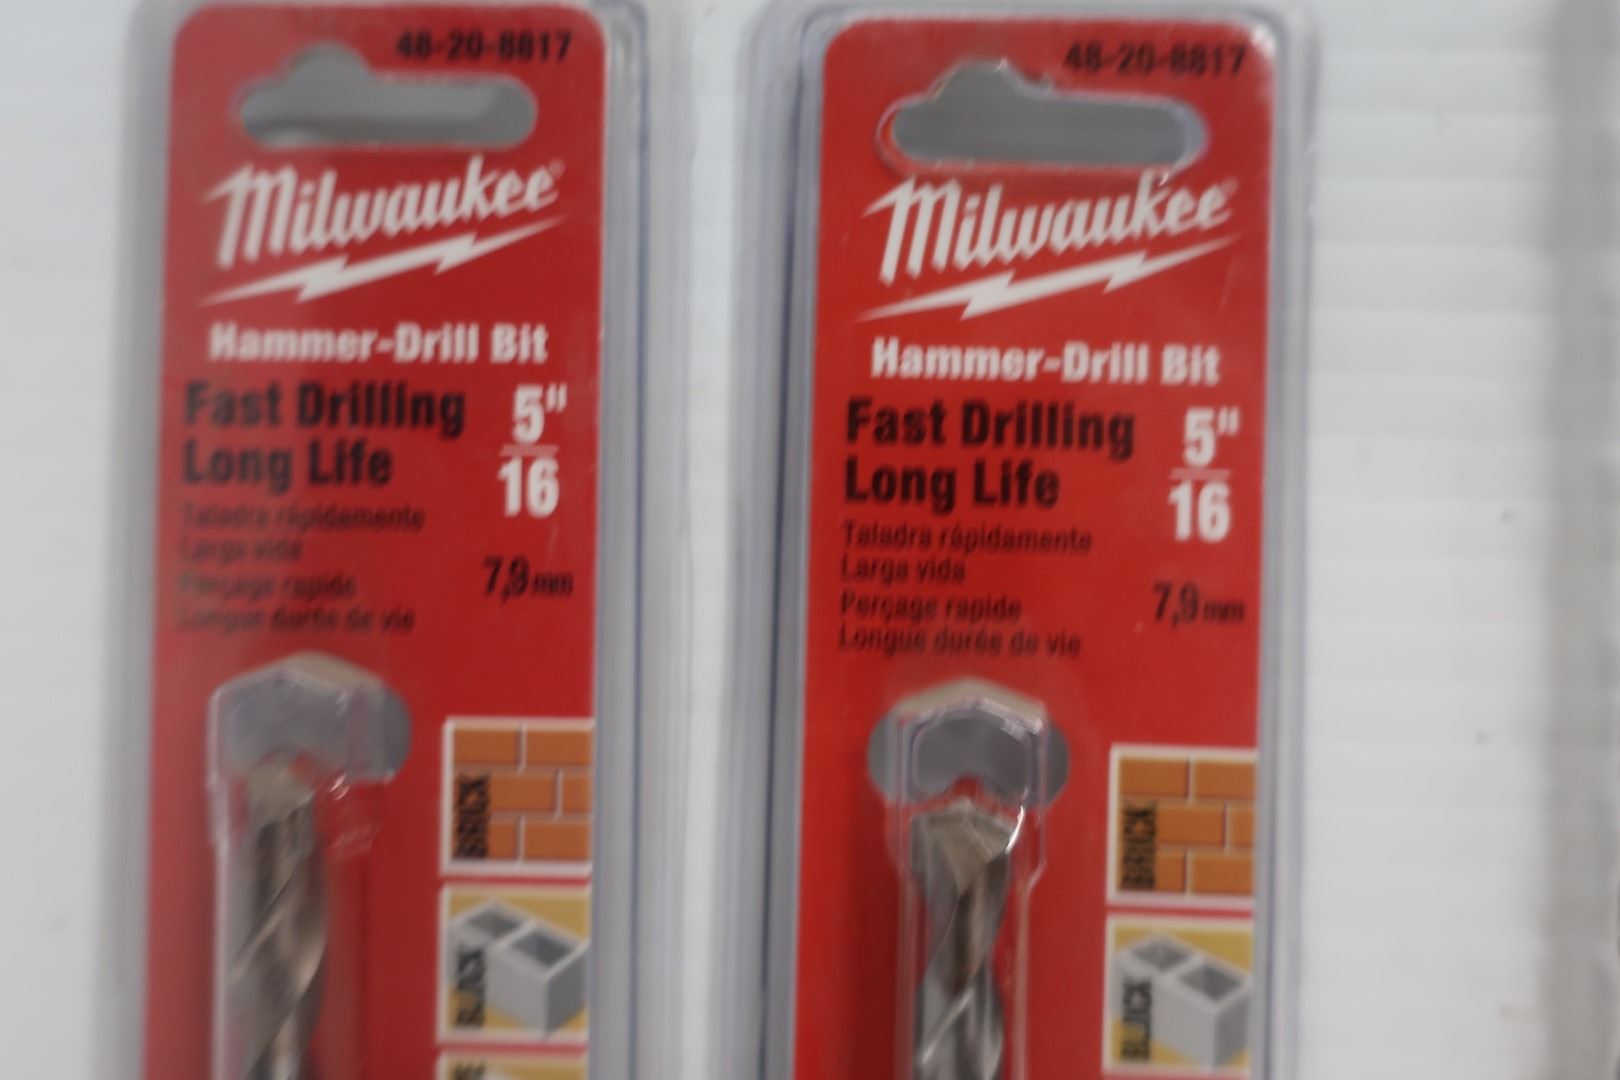 48-20-8817
Milwaukee®
Hammer-Drill Bit
Fast Drilling
Long Life
5"
16
Taladra rápidamente
Larga vida
Perçage rapide
Longue durée de vie
7,9 mm
BRICK
BLOCK
48-20-8817
Milwaukee®
Hammer-Drill Bit
Fast Drilling
Long Life
5"
16
Taladra rápidamente
Larga vida
Perçage rapide
Longue durée de vie
7,9 mm
BRICK
BLOCK